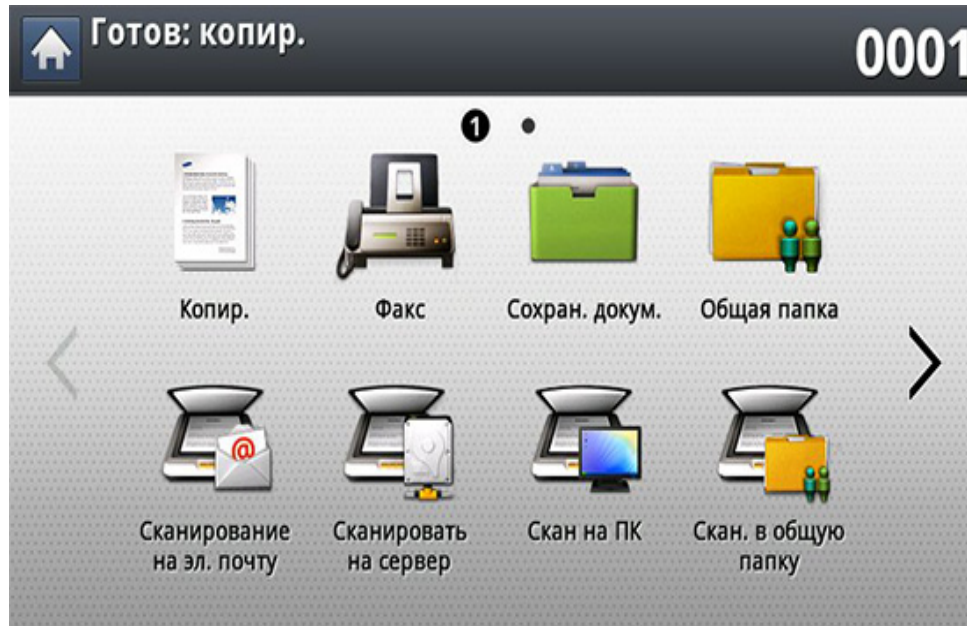 Готов: копир.
0001
1
Копир.
Факс
Сохран. докум.
Общая папка
Сканирование
на эл. почту
Сканировать
на сервер
Скан на ПК
Скан. в общую
папку